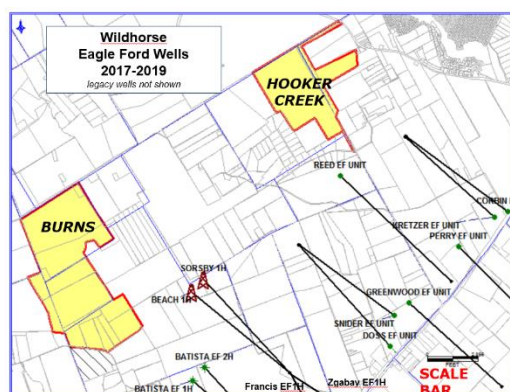 Wildhorse
Eagle Ford Wells
2017-2019
legacy wells not shown
HOOKER
CREEK
REED EF UNIT
KRETZER EF UNIT
PERRY EF UNIT
BURNS
SORSBY 1H
BEACH 1H
GREENWOOD EF UNIT
SNIDER EF UNIT
DOSS EF UNIT
BATISTA EF 2H
BATISTA EF 1H
Francis EF1H
Zgabay EF1H
FEET
SCALE
BAR